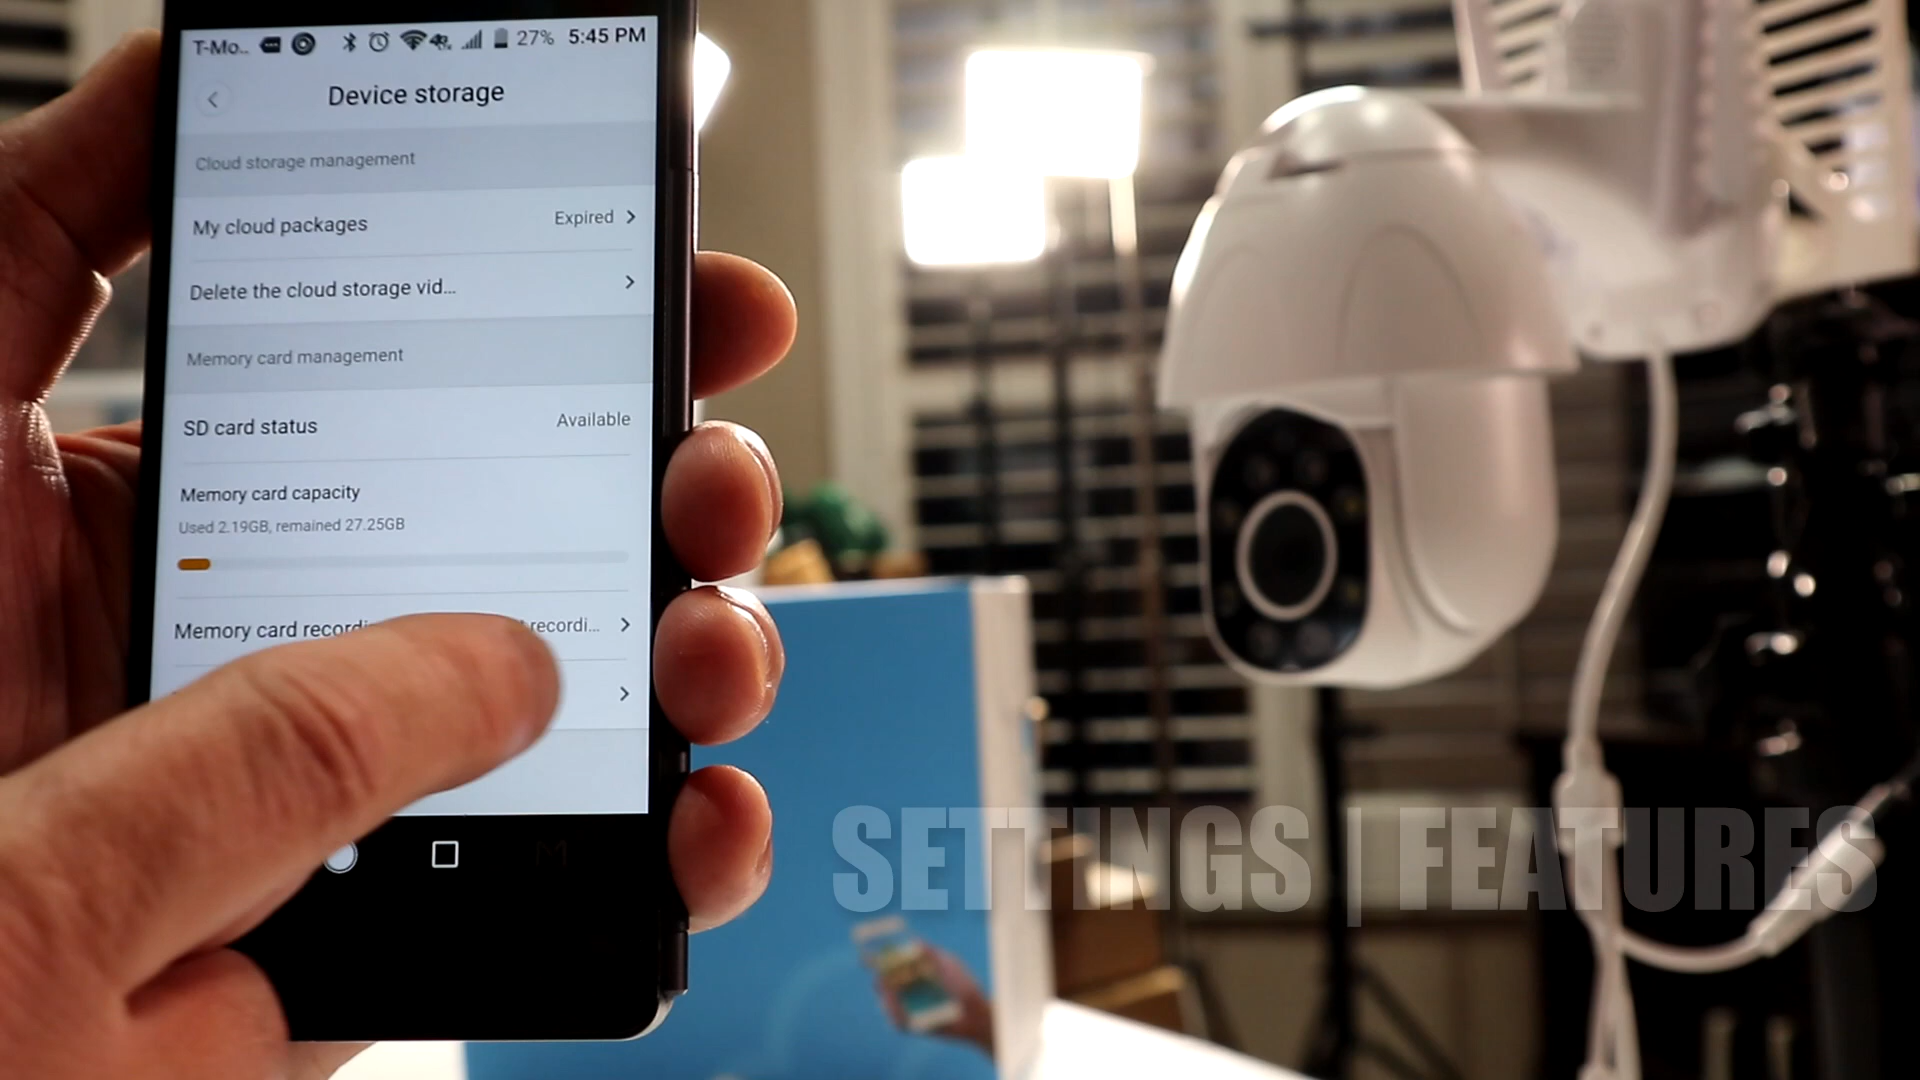 T-Mo.. 27% 5:45 PM
Device storage
Cloud storage management
My cloud packages Expired
Delete the cloud storage vid...
Memory card management
SD card status Available
Memory card capacity
Used 2.19GB, remained 27.25GB
Memory card recordi recordi...
SETTINGS | FEATURES